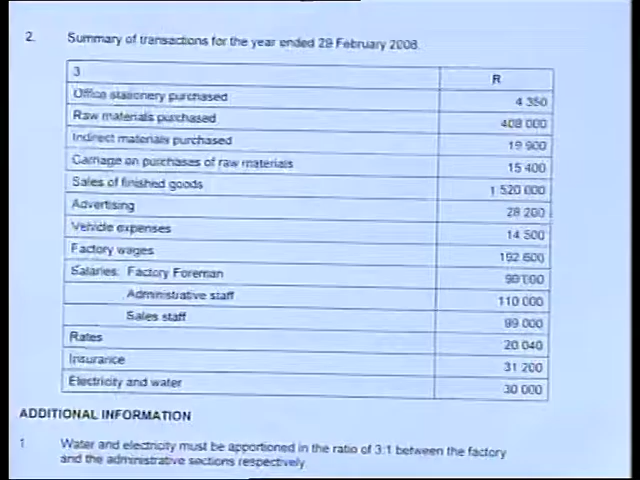 2. Summary of transactions for the year ended 29 February 2008.
3 R
Office stationery purchased 4 350
Raw materials purchased 408 000
Indirect materials purchased 19 900
Carriage on purchases of raw materials 15 400
Sales of finished goods 1 520 000
Advertising 28 200
Vehicle expenses 14 500
Factory wages 192 600
Salaries: Factory Foreman
Administrative staff 110 000
Sales staff 99 000
Rates 20 040
Insurance 31 200
Electricity and water 30 000
ADDITIONAL INFORMATION
1 Water and electricity must be apportioned in the ratio of 3:1 between the factory
and the administrative sections respectively